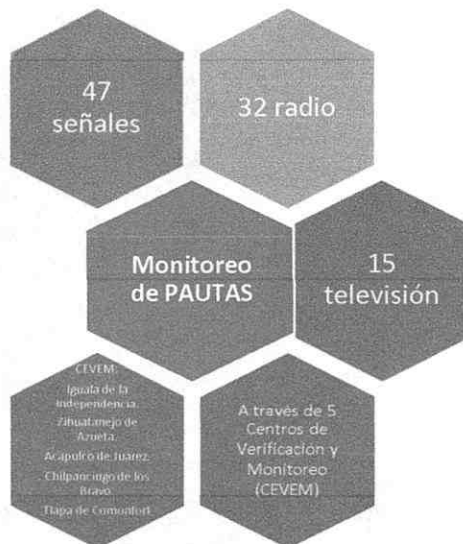 47
señales
32 radio
Monitoreo
de PAUTAS
15
televisión
CEVEM:
Iguala de la
Independencia.
Zihuatanejo de
Azueta.
Acapulco de Juarez.
Chilpancingo de los
Bravo.
Tlapa de Comonfort.
A través de 5
Centros de
Verificación y
Monitoreo
(CEVEM)